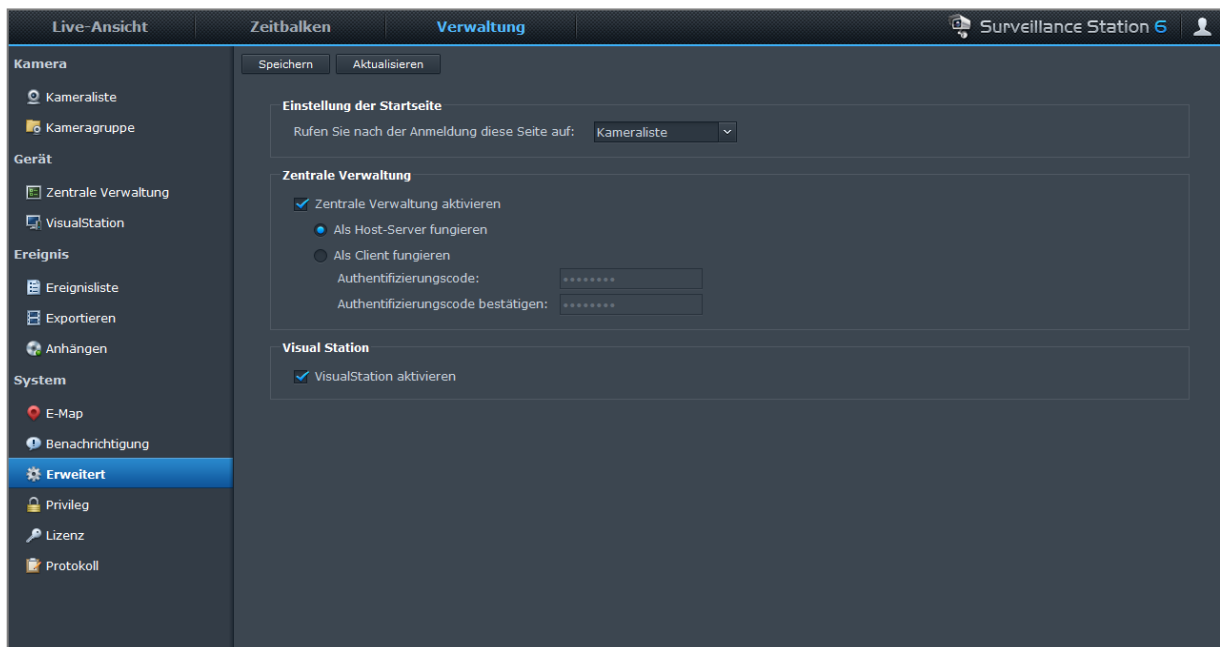 Live-Ansicht
Zeitbalken
Verwaltung
Surveillance Station 6
Kamera
Kameraliste
Kameragruppe
Gerät
Zentrale Verwaltung
VisualStation
Ereignis
Ereignisliste
Exportieren
Anhängen
System
E-Map
Benachrichtigung
Erweitert
Privileg
Lizenz
Protokoll
Speichern
Aktualisieren
Einstellung der Startseite
Rufen Sie nach der Anmeldung diese Seite auf: Kameraliste
Zentrale Verwaltung
Zentrale Verwaltung aktivieren
Als Host-Server fungieren
Als Client fungieren
Authentifizierungscode: ••••••••
Authentifizierungscode bestätigen: ••••••••
Visual Station
VisualStation aktivieren